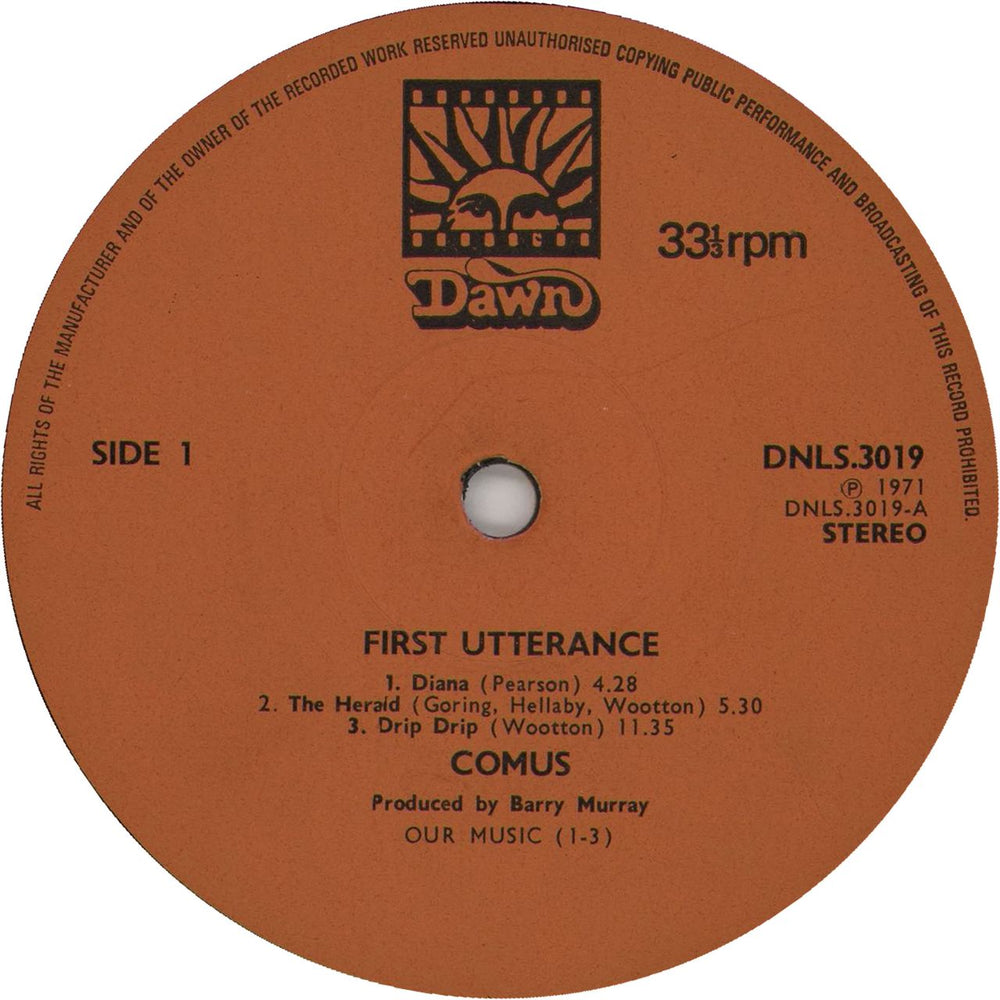 ALL RIGHTS OF THE MANUFACTURER AND OF THE OWNER OF THE RECORDED WORK RESERVED UNAUTHORISED COPYING PUBLIC PERFORMANCE AND BROADCASTING OF THIS RECORD PROHIBITED.
Dawn
33⅓rpm
SIDE 1
DNLS.3019
℗ 1971
DNLS.3019-A
STEREO
FIRST UTTERANCE
1. Diana (Pearson) 4.28
2. The Herald (Goring, Hellaby, Wootton) 5.30
3. Drip Drip (Wootton) 11.35
COMUS
Produced by Barry Murray
OUR MUSIC (1-3)